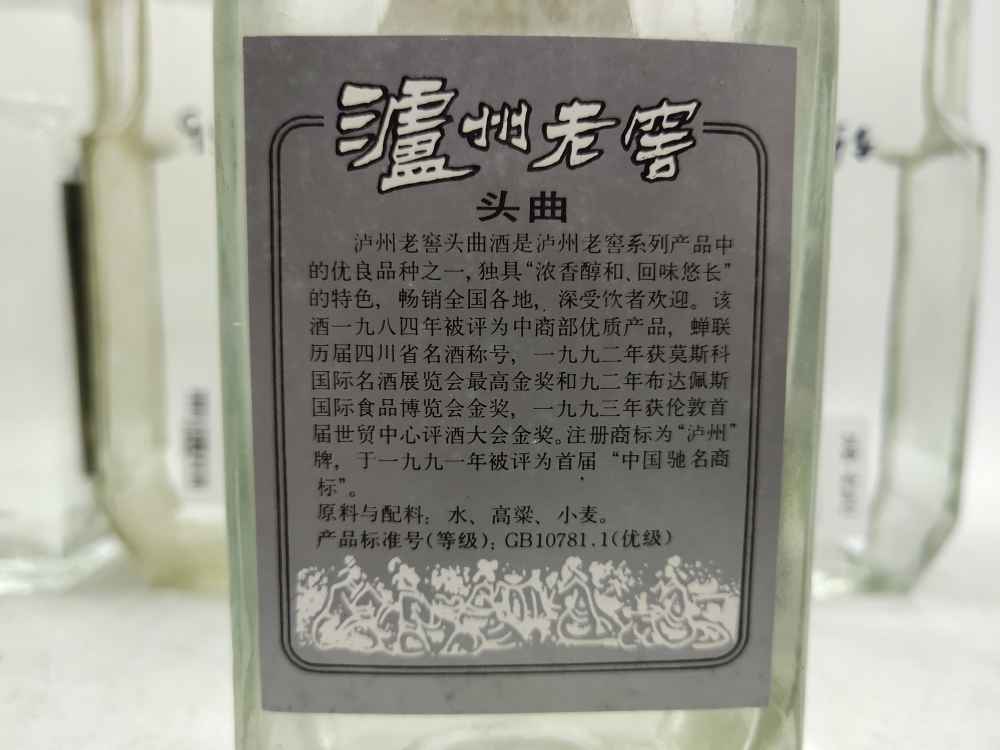 瀘州老窖
头曲
泸州老窖头曲酒是泸州老窖系列产品中
的优良品种之一,独具“浓香醇和、回味悠长”
的特色，畅销全国各地，深受饮者欢迎。该
酒一九八四年被评为中商部优质产品，蝉联
历届四川省名酒称号，一九九二年获莫斯科
国际名酒展览会最高金奖和九二年布达佩斯
国际食品博览会金奖，一九九三年获伦敦首
届世贸中心评酒大会金奖。注册商标为“泸州”
牌，于一九九一年被评为首届“中国驰名商
标”。
原料与配料：水、高粱、小麦。
产品标准号(等级)：GB10781.1(优级)